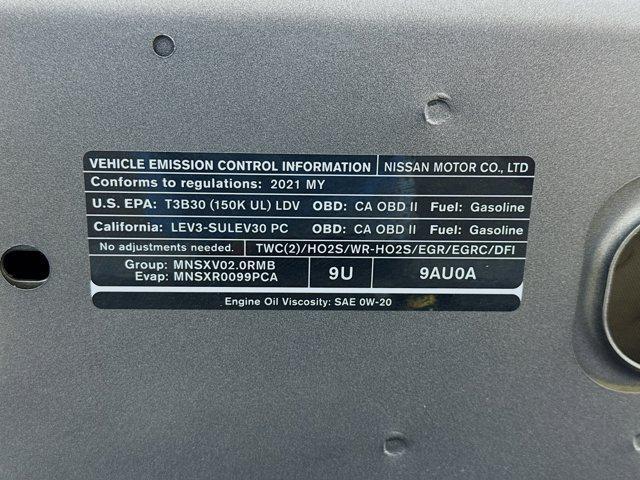 VEHICLE EMISSION CONTROL INFORMATION NISSAN MOTOR CO., LTD
Conforms to regulations: 2021 MY
U.S. EPA: T3B30 (150K UL) LDV OBD: CA OBD II Fuel: Gasoline
California: LEV3-SULEV30 PC OBD: CA OBD II Fuel: Gasoline
No adjustments needed. TWC(2)/HO2S/WR-HO2S/EGR/EGRC/DFI
Group: MNSXV02.0RMB 9U 9AU0A
Evap: MNSXR0099PCA
Engine Oil Viscosity: SAE 0W-20